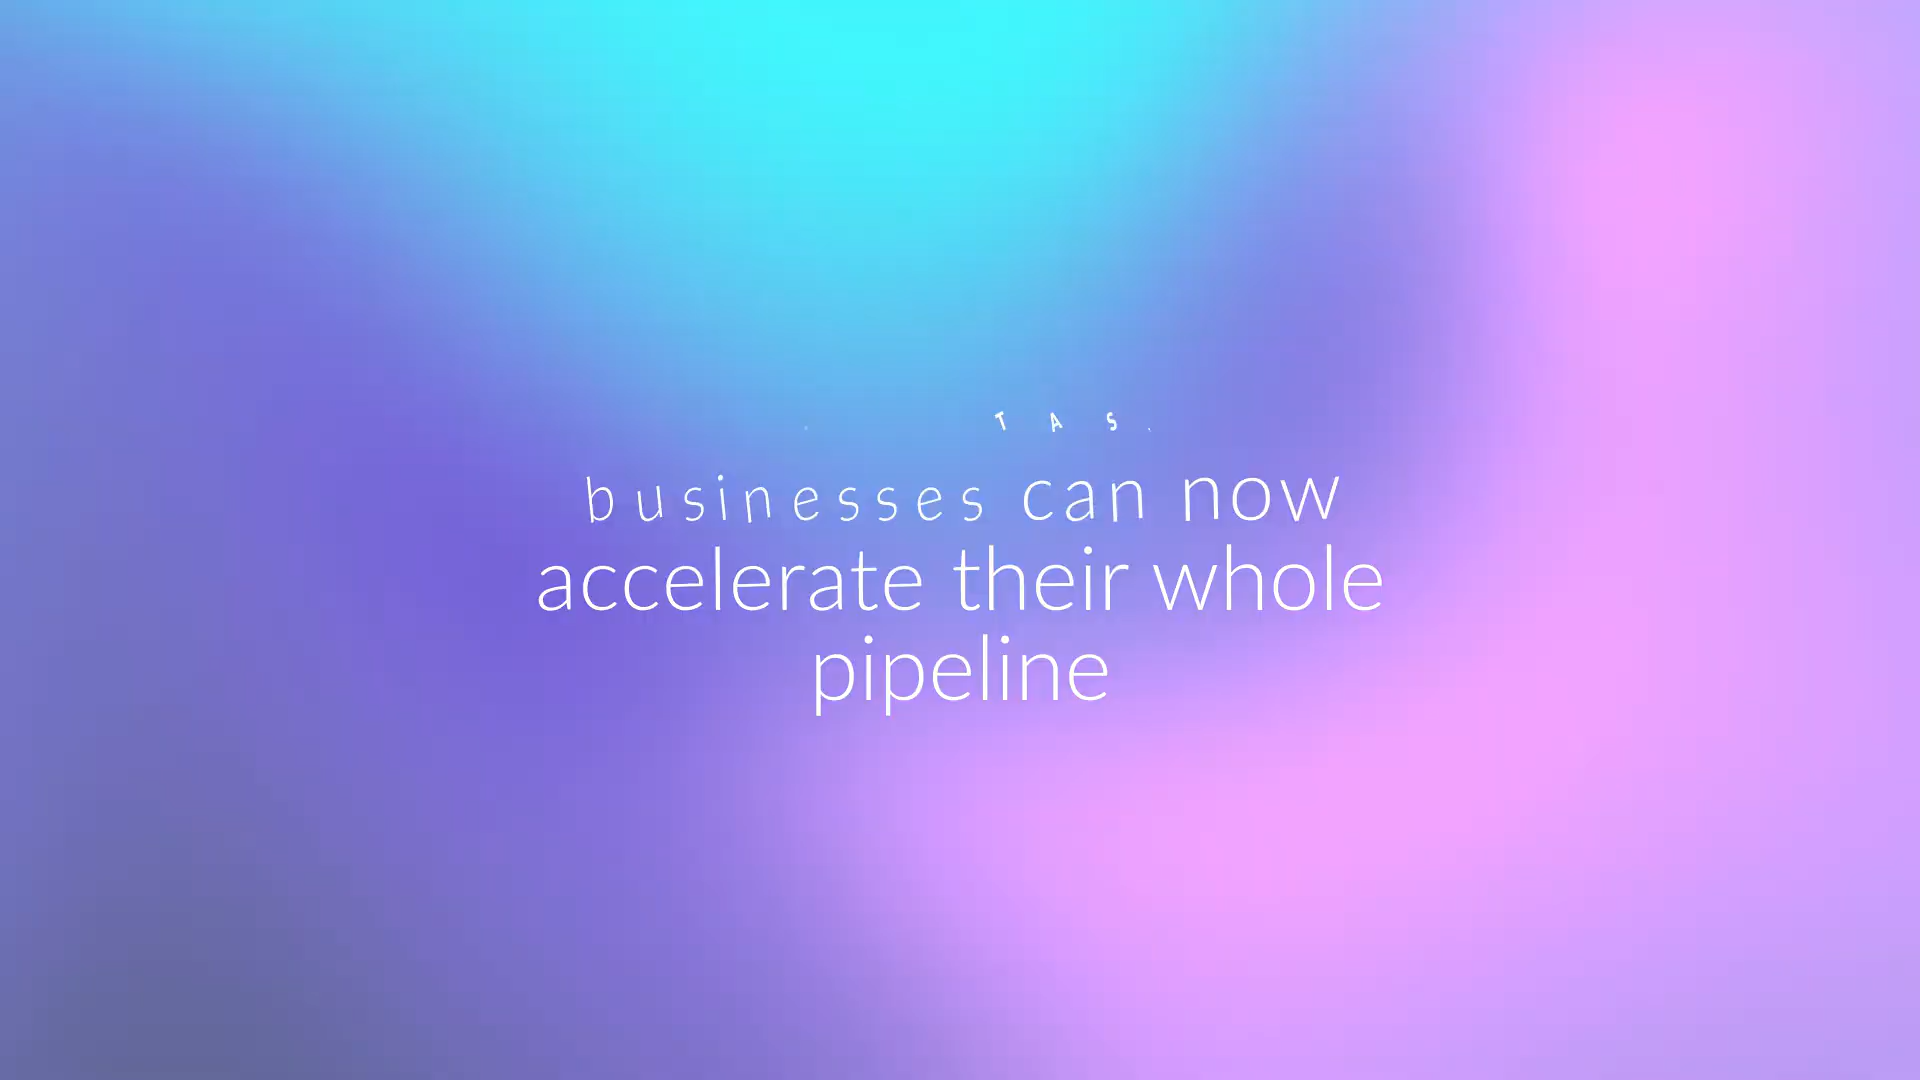 T A S
businesses can now
accelerate their whole
pipeline